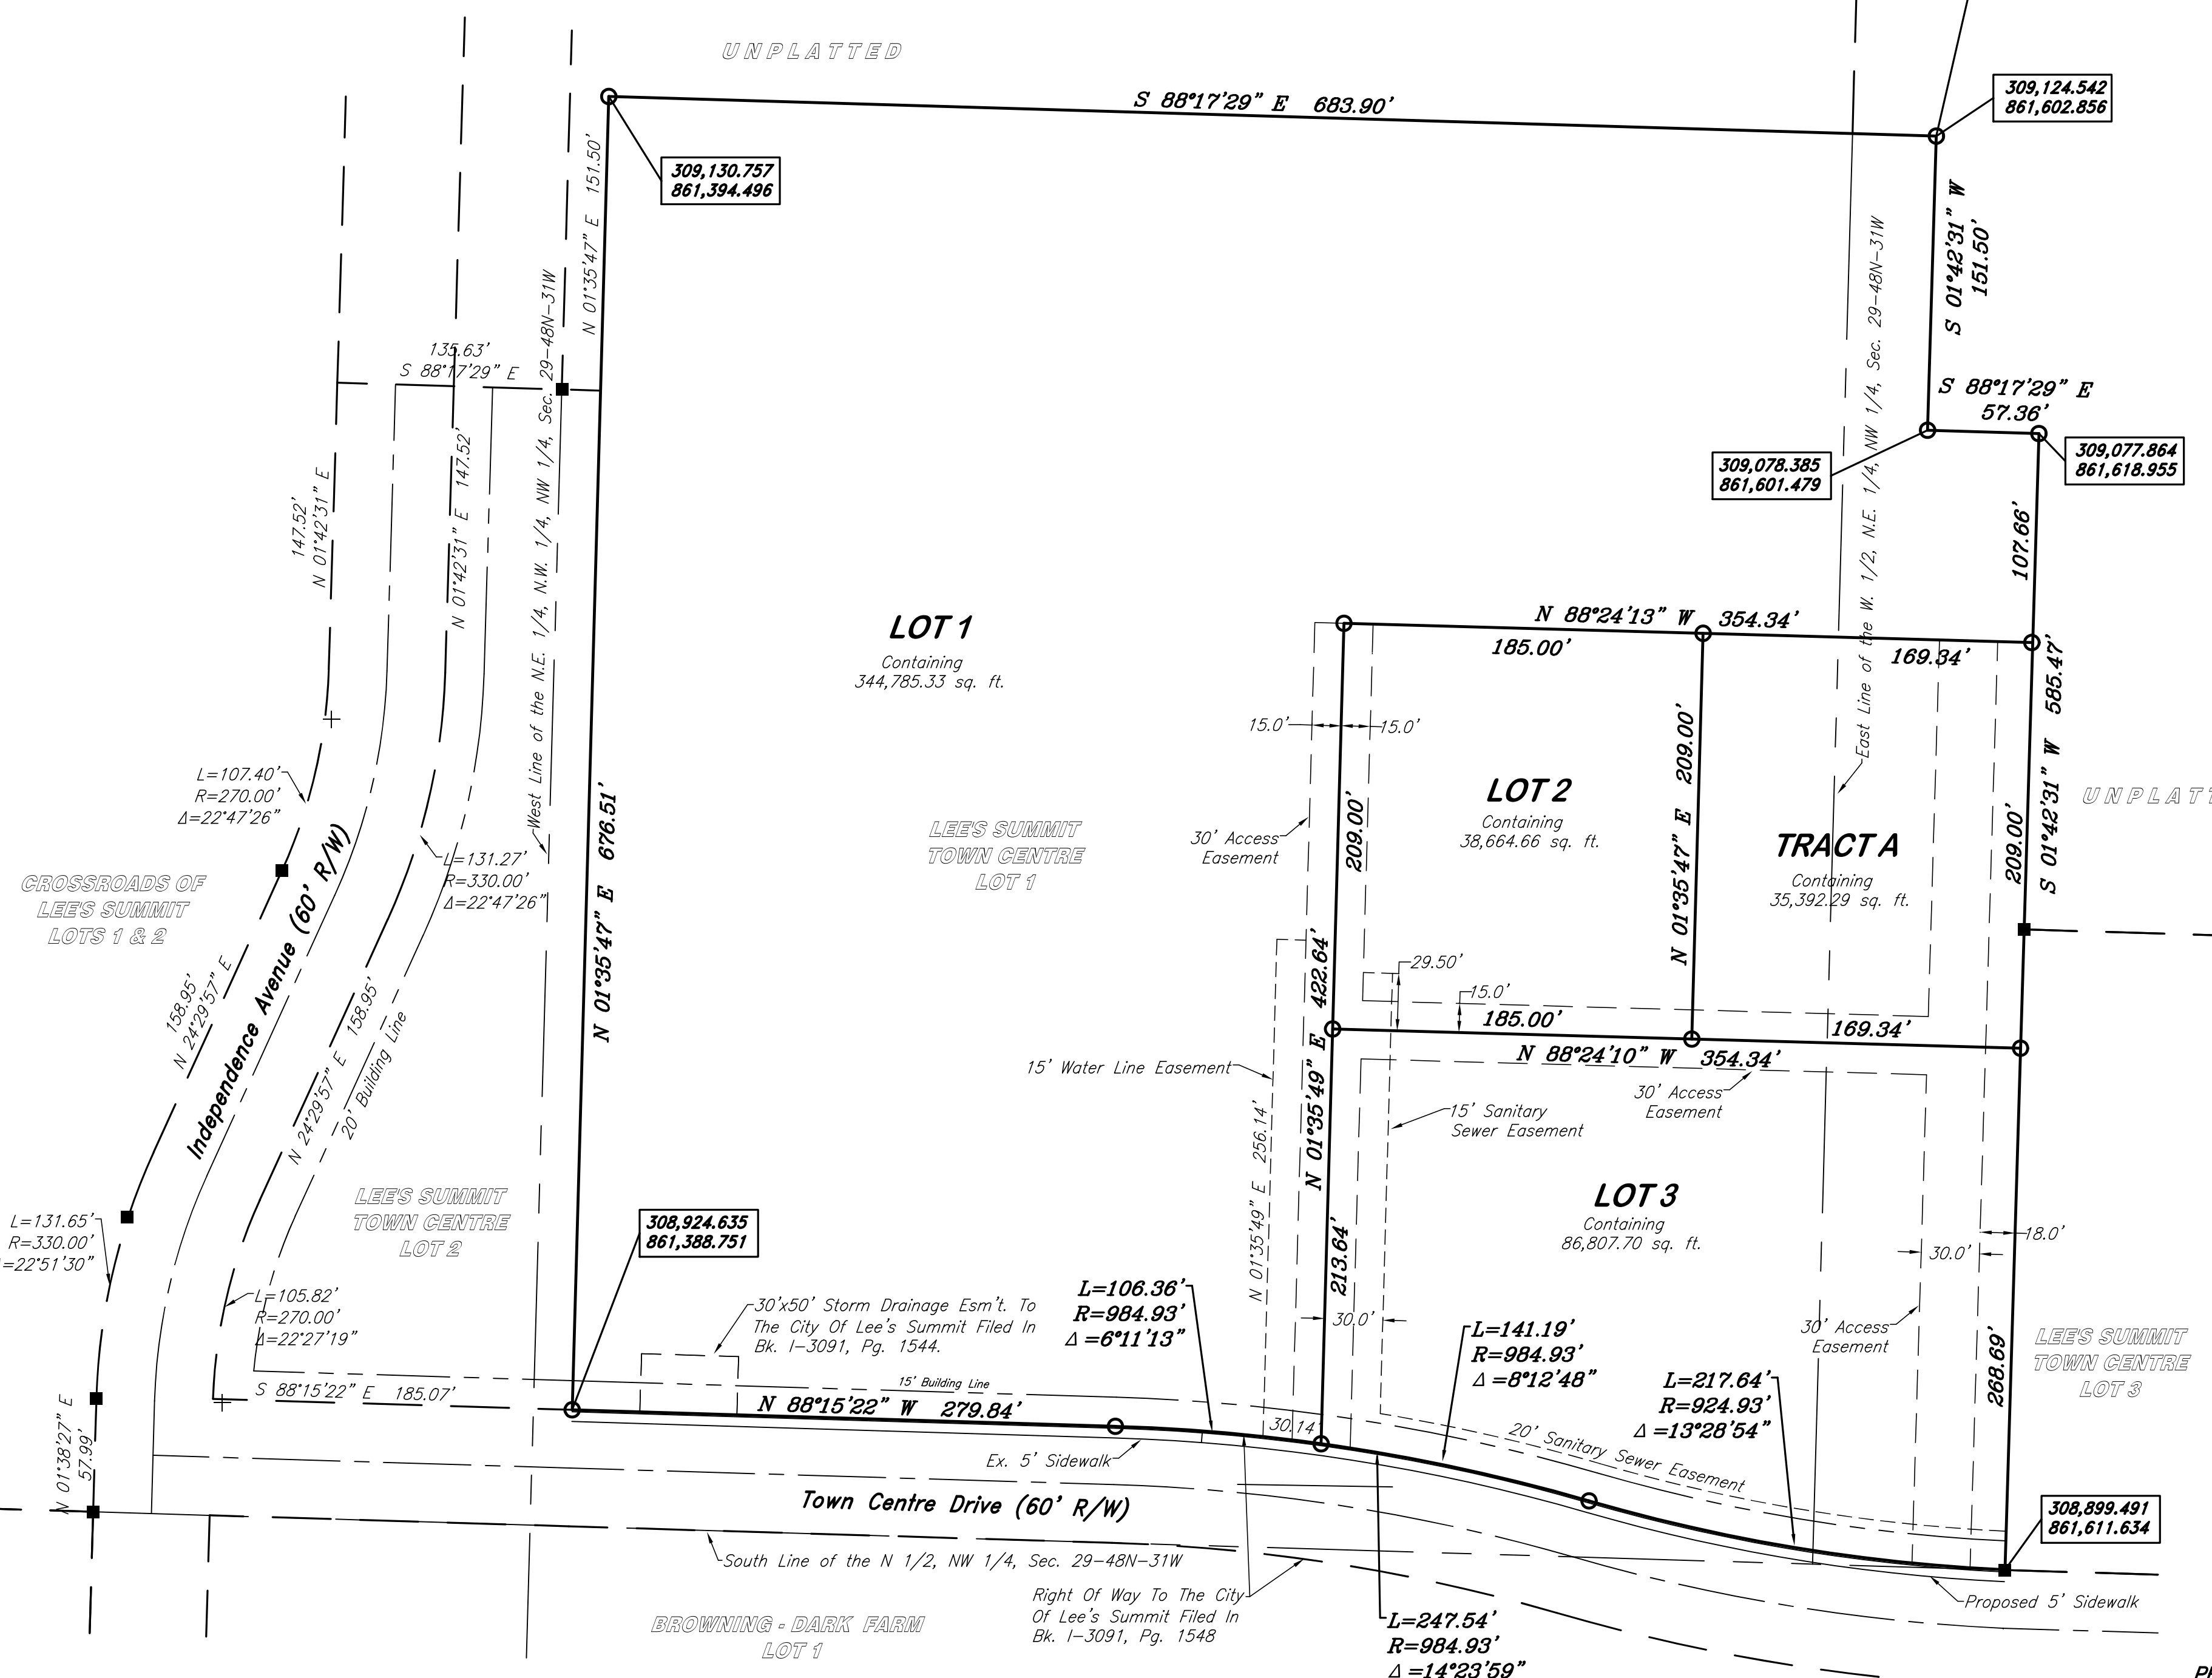 UNPLATTED
S 88°17'29" E 683.90'
309,124.542
861,602.856
309,130.757
861,394.496
N 01°35'47" E 151.50'
S 01°42'31" W
151.50'
135.63'
S 88°17'29" E
S 88°17'29" E
57.36'
309,078.385
861,601.479
309,077.864
861,618.955
147.52'
N 01°42'31" E
N 01°42'31" E 147.52'
West Line of the N.E. 1/4, N.W. 1/4, NW 1/4, Sec. 29-48N-31W
East Line of the W. 1/2, N.E. 1/4, NW 1/4, Sec. 29-48N-31W
107.66'
LOT 1
Containing
344,785.33 sq. ft.
N 88°24'13" W 354.34'
185.00'
169.34'
S 01°42'31" W 585.47'
15.0'
15.0'
209.00'
N 01°35'47" E 209.00'
209.00'
LOT 2
Containing
38,664.66 sq. ft.
TRACT A
Containing
35,392.29 sq. ft.
L=107.40'
R=270.00'
Δ=22°47'26"
L=131.27'
R=330.00'
Δ=22°47'26"
N 01°35'47" E 676.51'
LEE'S SUMMIT
TOWN CENTRE
LOT 1
30' Access
Easement
CROSSROADS OF
LEE'S SUMMIT
LOTS 1 & 2
Independence Avenue (60' R/W)
158.95'
N 24°29'57" E
N 24°29'57" E 158.95'
20' Building Line
29.50'
15.0'
185.00'
169.34'
N 88°24'10" W 354.34'
N 01°35'49" E 422.64'
15' Water Line Easement
N 01°35'49" E 256.14'
30' Access
Easement
15' Sanitary
Sewer Easement
LOT 3
Containing
86,807.70 sq. ft.
LEE'S SUMMIT
TOWN CENTRE
LOT 2
L=131.65'
R=330.00'
=22°51'30"
L=105.82'
R=270.00'
Δ=22°27'19"
308,924.635
861,388.751
30'x50' Storm Drainage Esm't. To
The City Of Lee's Summit Filed In
Bk. I-3091, Pg. 1544.
L=106.36'
R=984.93'
Δ=6°11'13"
213.64'
30.0'
L=141.19'
R=984.93'
Δ=8°12'48"
L=217.64'
R=924.93'
Δ=13°28'54"
30.0'
18.0'
30' Access
Easement
268.69'
LEE'S SUMMIT
TOWN CENTRE
LOT 3
S 88°15'22" E 185.07'
15' Building Line
N 88°15'22" W 279.84'
30.14'
Ex. 5' Sidewalk
20' Sanitary Sewer Easement
N 01°38'27" E
57.99'
Town Centre Drive (60' R/W)
308,899.491
861,611.634
South Line of the N 1/2, NW 1/4, Sec. 29-48N-31W
Right Of Way To The City
Of Lee's Summit Filed In
Bk. I-3091, Pg. 1548
Proposed 5' Sidewalk
BROWNING - DARK FARM
LOT 1
L=247.54'
R=984.93'
Δ=14°23'59"
UNPLATT